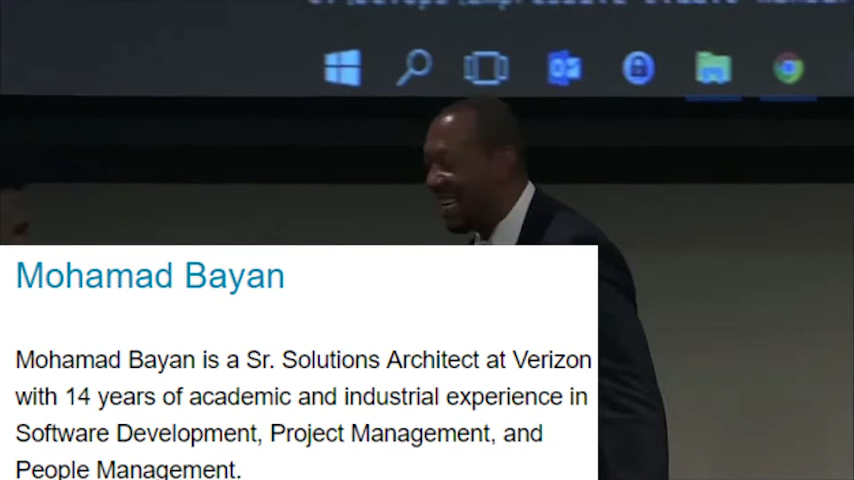 Mohamad Bayan
Mohamad Bayan is a Sr. Solutions Architect at Verizon
with 14 years of academic and industrial experience in
Software Development, Project Management, and
People Management.